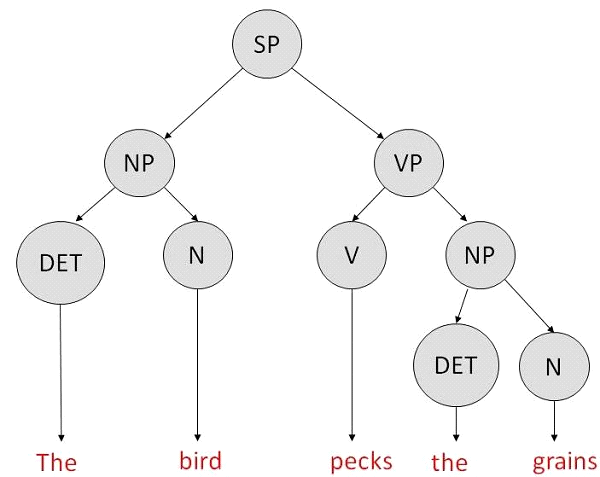 SP
NP VP
DET N V NP
DET N
The bird pecks the grains